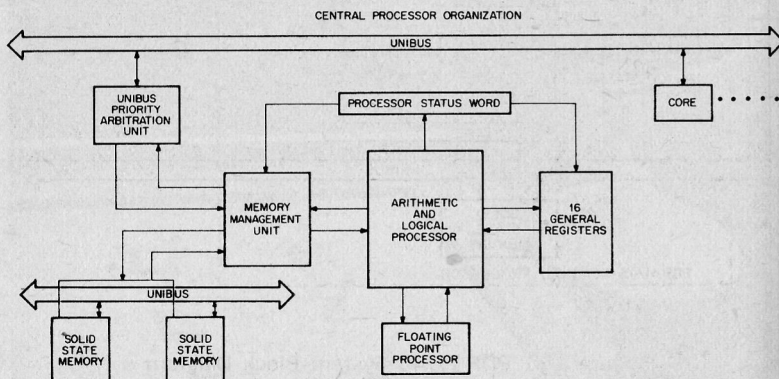 CENTRAL PROCESSOR ORGANIZATION
UNIBUS
UNIBUS
PRIORITY
ARBITRATION
UNIT
PROCESSOR STATUS WORD
CORE
MEMORY
MANAGEMENT
UNIT
ARITHMETIC
AND
LOGICAL
PROCESSOR
16
GENERAL
REGISTERS
UNIBUS
SOLID
STATE
MEMORY
SOLID
STATE
MEMORY
FLOATING
POINT
PROCESSOR